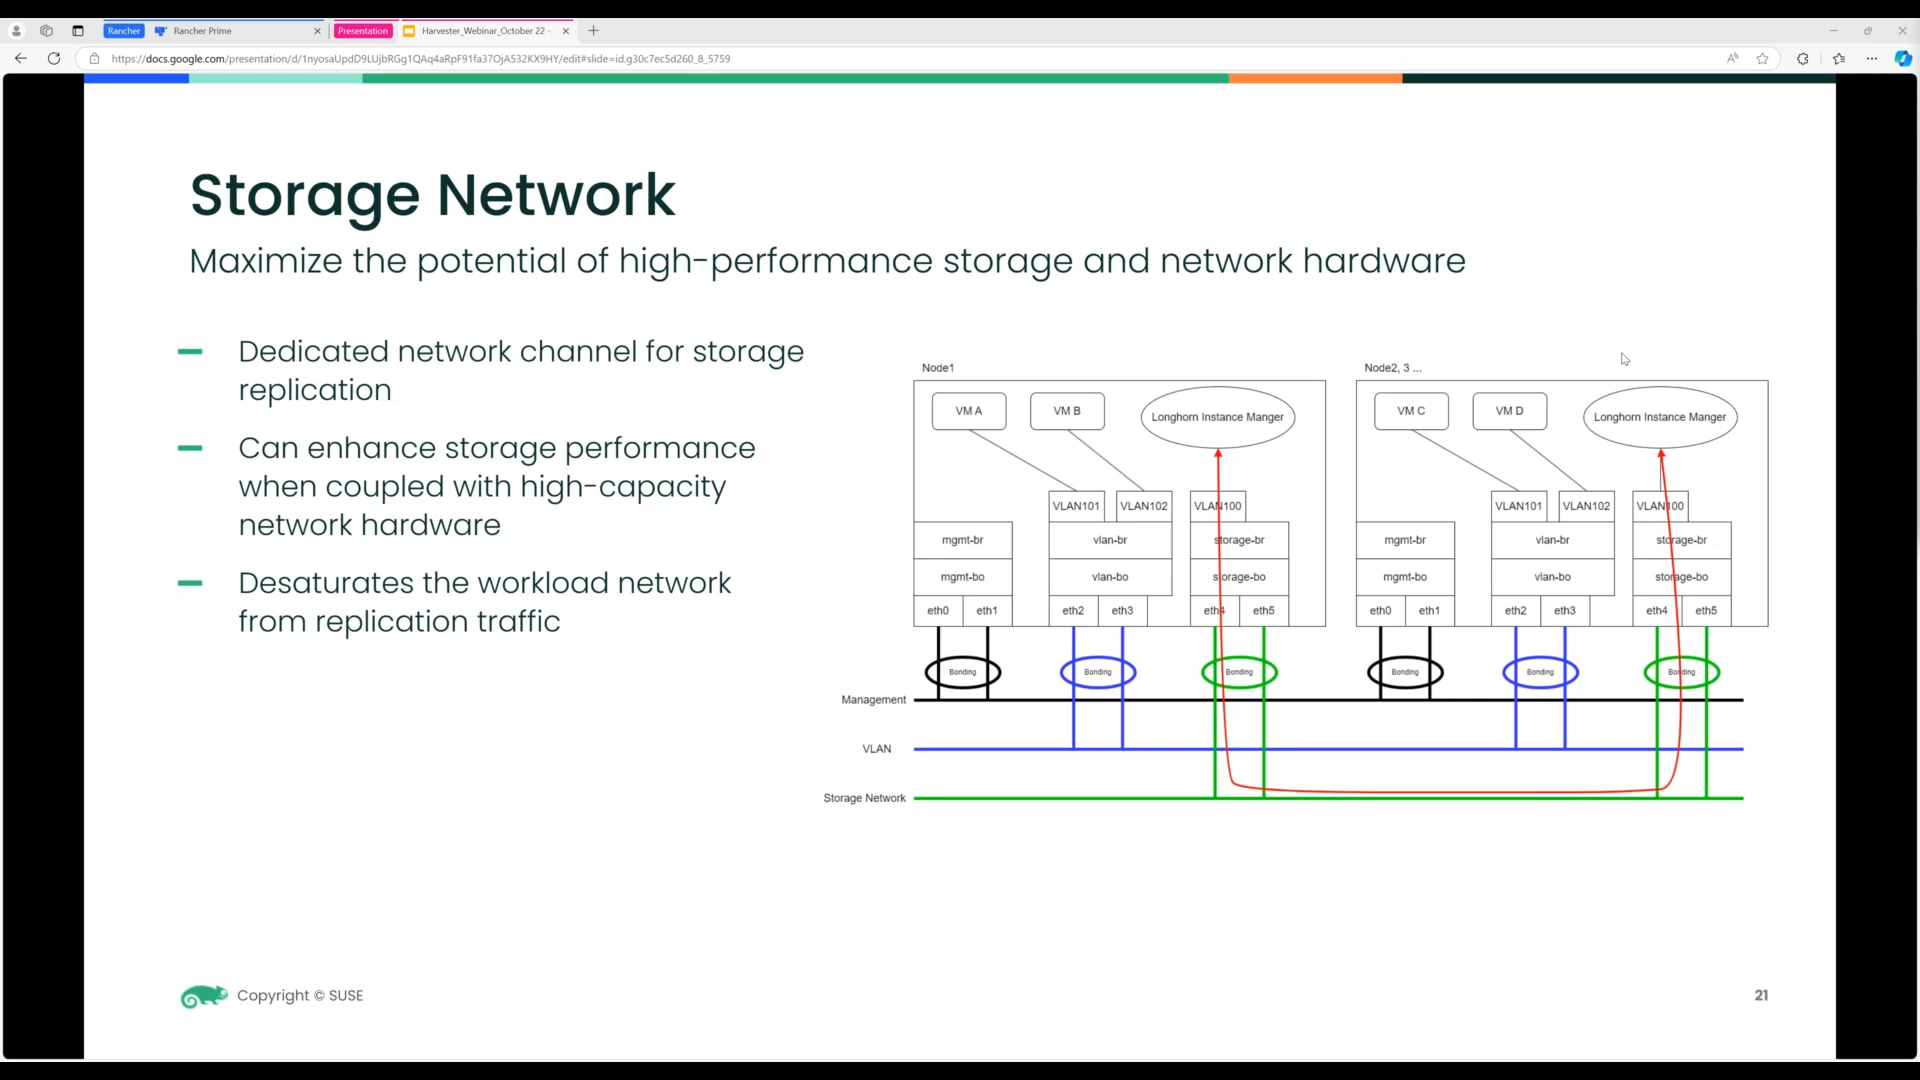 Rancher
Rancher Prime
Presentation
Harvester_Webinar_October 22 -
https://docs.google.com/presentation/d/1nyosaUpdD9LUjbRGg1QAq4aRpF91fa37OjA532KX9HY/edit#slide=id.g30c7ec5d260_8_5759
Storage Network
Maximize the potential of high-performance storage and network hardware
Dedicated network channel for storage
replication
Can enhance storage performance
when coupled with high-capacity
network hardware
Desaturates the workload network
from replication traffic
Node1
VM A
VM B
Longhorn Instance Manger
VLAN101
VLAN102
VLAN100
mgmt-br
vlan-br
storage-br
mgmt-bo
vlan-bo
storage-bo
eth0
eth1
eth2
eth3
eth4
eth5
Bonding
Bonding
Bonding
Node2, 3 ...
VM C
VM D
Longhorn Instance Manger
VLAN101
VLAN102
VLAN100
mgmt-br
vlan-br
storage-br
mgmt-bo
vlan-bo
storage-bo
eth0
eth1
eth2
eth3
eth4
eth5
Bonding
Bonding
Bonding
Management
VLAN
Storage Network
Copyright © SUSE
21